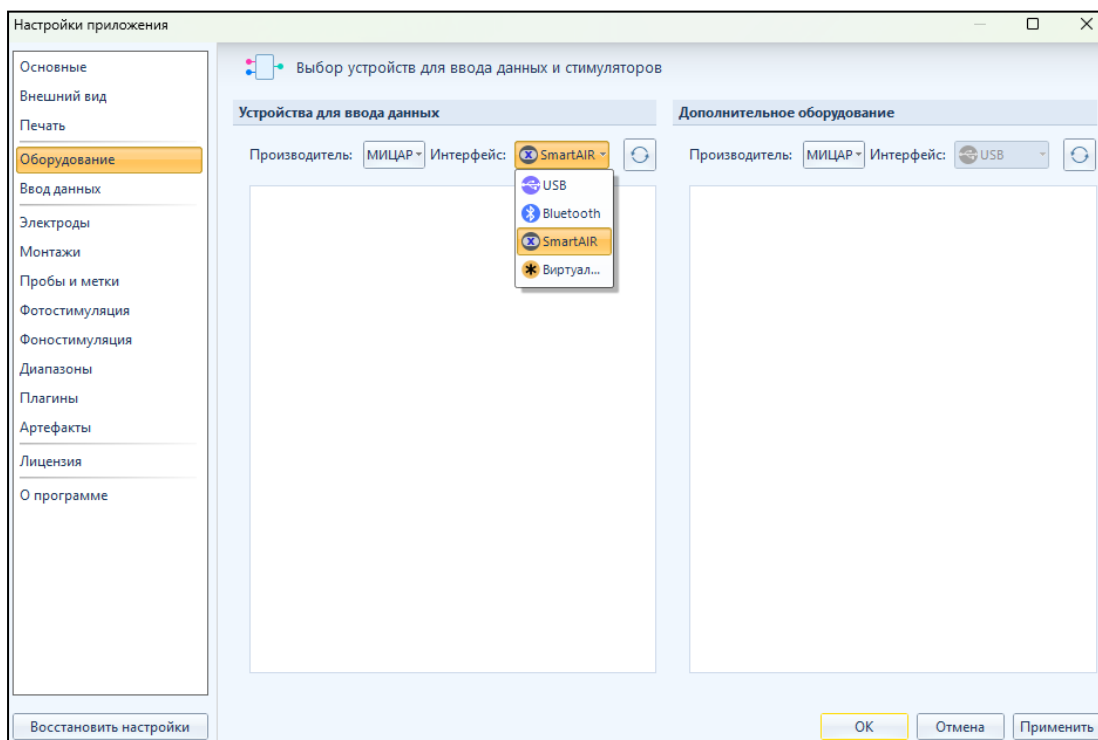 Настройки приложения
Основные
Внешний вид
Печать
Оборудование
Ввод данных
Электроды
Монтажи
Пробы и метки
Фотостимуляция
Фоностимуляция
Диапазоны
Плагины
Артефакты
Лицензия
О программе
Восстановить настройки
Выбор устройств для ввода данных и стимуляторов
Устройства для ввода данных
Производитель: МИЦАР Интерфейс: SmartAIR
USB
Bluetooth
SmartAIR
Виртуал...
Дополнительное оборудование
Производитель: МИЦАР Интерфейс: USB
OK Отмена Применить